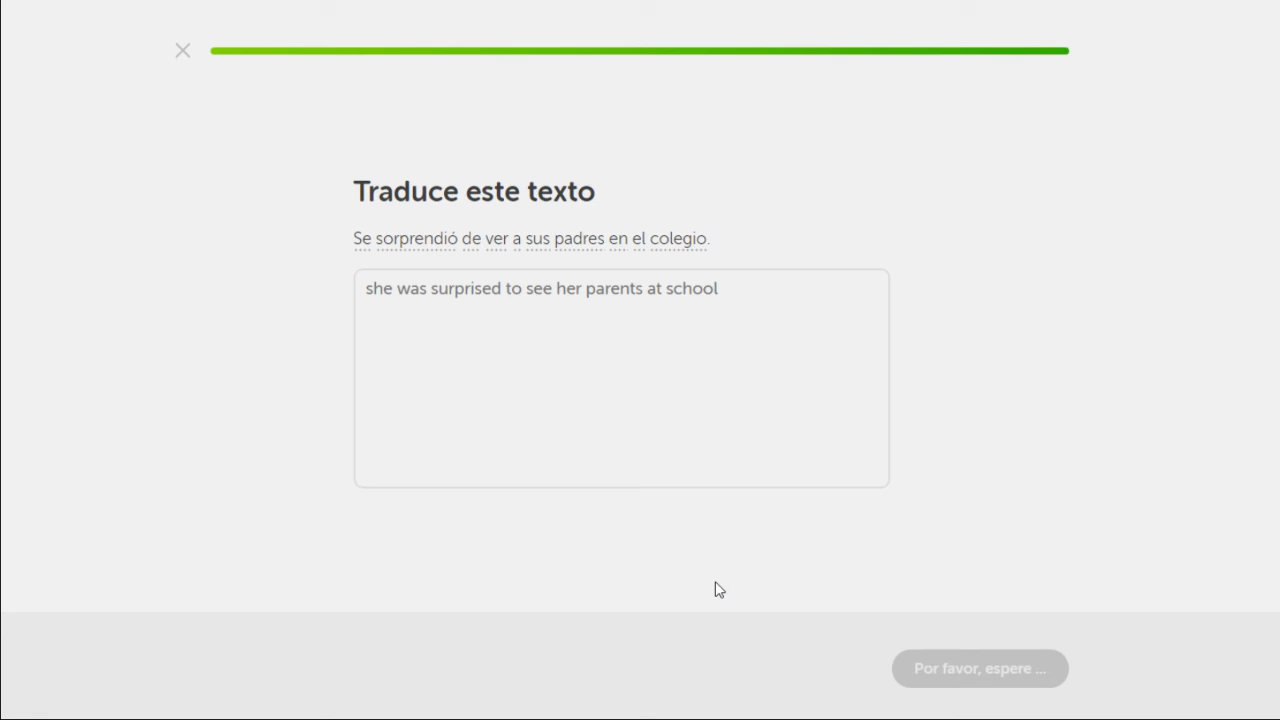 Traduce este texto
Se sorprendió de ver a sus padres en el colegio.
she was surprised to see her parents at school
Por favor, espere ...